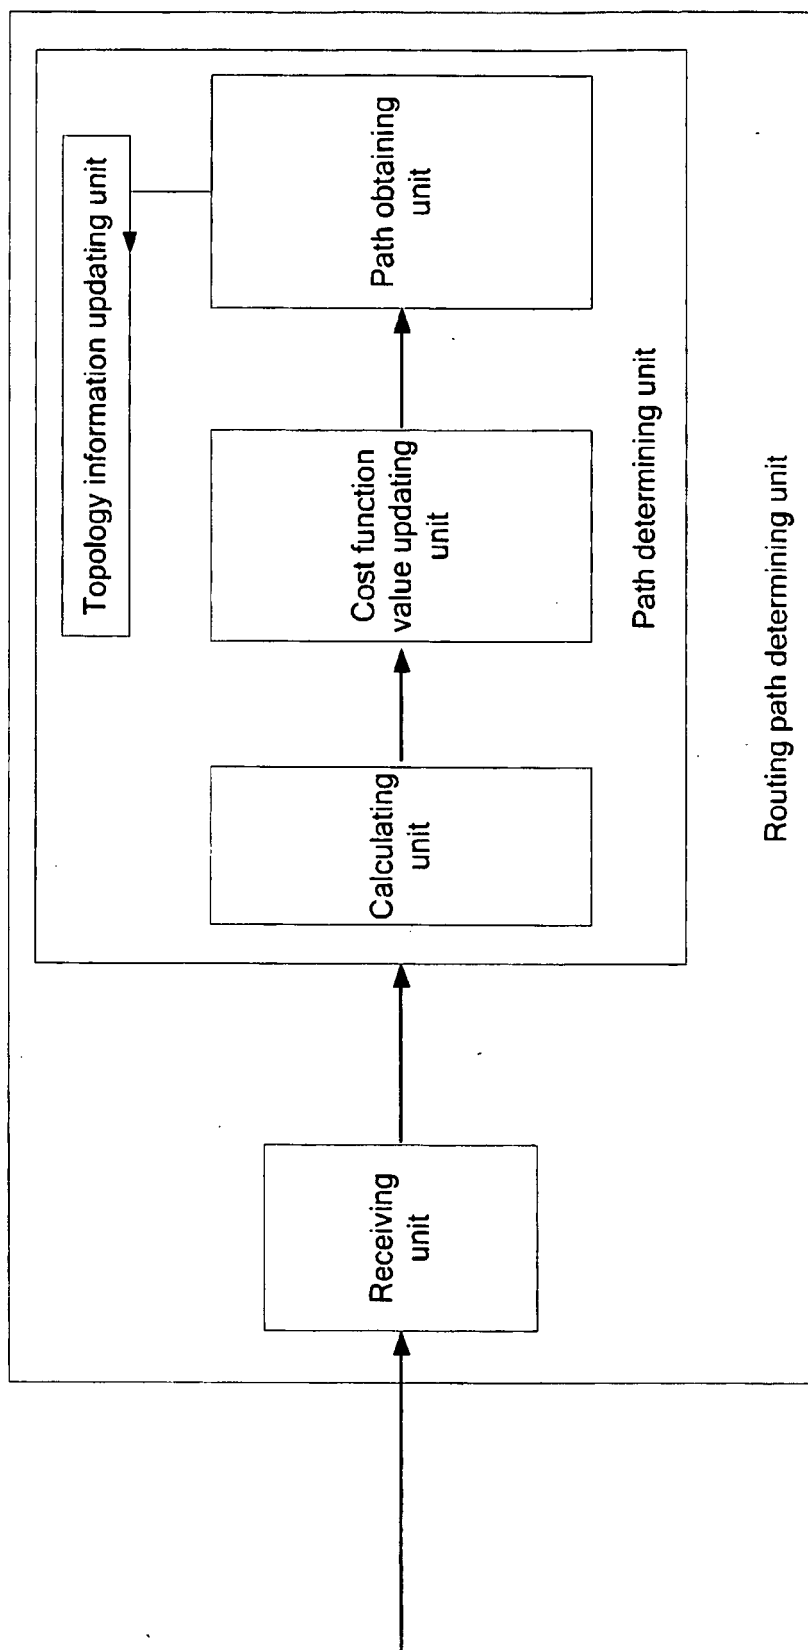 Topology information updating unit
Receiving
unit
Calculating
unit
Cost function
value updating
unit
Path obtaining
unit
Path determining unit
Routing path determining unit